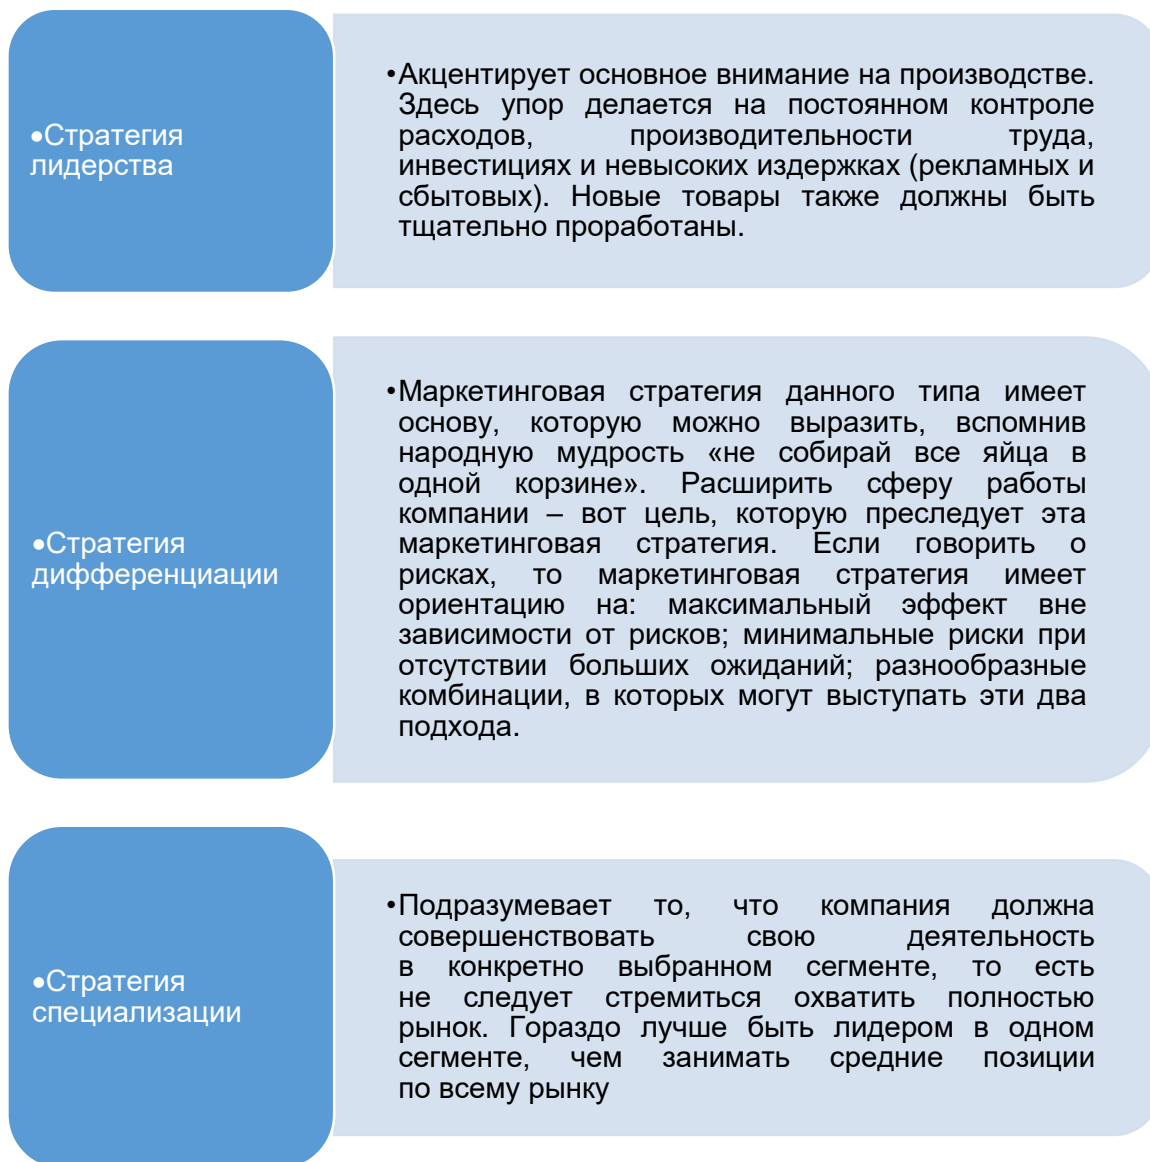 •Стратегия
лидерства
•Акцентирует основное внимание на производстве.
Здесь упор делается на постоянном контроле
расходов, производительности труда,
инвестициях и невысоких издержках (рекламных и
сбытовых). Новые товары также должны быть
тщательно проработаны.
•Стратегия
дифференциации
•Маркетинговая стратегия данного типа имеет
основу, которую можно выразить, вспомнив
народную мудрость «не собирай все яйца в
одной корзине». Расширить сферу работы
компании – вот цель, которую преследует эта
маркетинговая стратегия. Если говорить о
рисках, то маркетинговая стратегия имеет
ориентацию на: максимальный эффект вне
зависимости от рисков; минимальные риски при
отсутствии больших ожиданий; разнообразные
комбинации, в которых могут выступать эти два
подхода.
•Стратегия
специализации
•Подразумевает то, что компания должна
совершенствовать свою деятельность
в конкретно выбранном сегменте, то есть
не следует стремиться охватить полностью
рынок. Гораздо лучше быть лидером в одном
сегменте, чем занимать средние позиции
по всему рынку